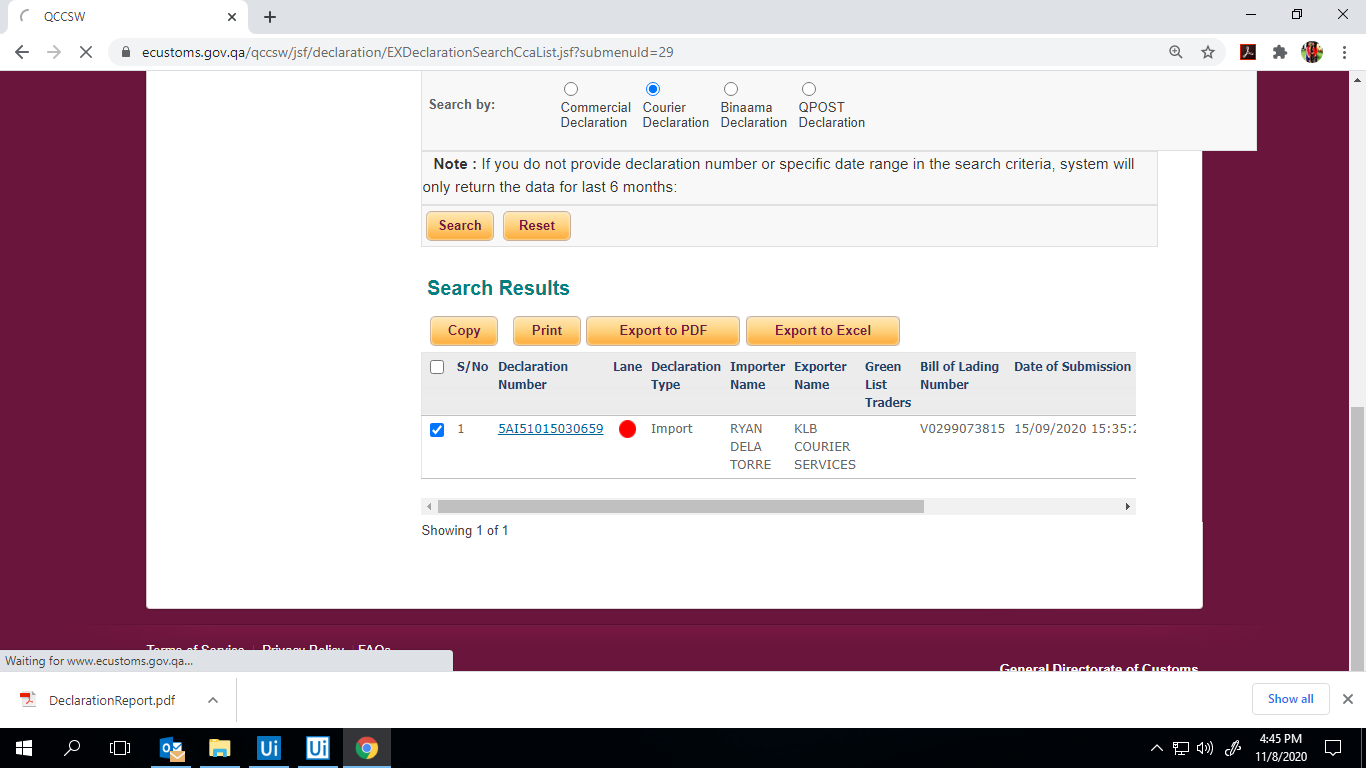 QCCSW
ecustoms.gov.qa/qccsw/jsf/declaration/EXDeclarationSearchCcaList.jsf?submenuId=29
Search by:
Commercial Declaration
Courier Declaration
Binaama Declaration
QPOST Declaration
Note : If you do not provide declaration number or specific date range in the search criteria, system will
only return the data for last 6 months:
Search Reset
Search Results
Copy Print Export to PDF Export to Excel
S/No Declaration Number Lane Declaration Type Importer Name Exporter Name Green List Traders Bill of Lading Number Date of Submission
1 5AI51015030659 Import RYAN DELA TORRE KLB COURIER SERVICES V0299073815 15/09/2020 15:35:2
Showing 1 of 1
Terms of Service | Privacy Policy | FAQs
General Directorate of Customs
Waiting for www.ecustoms.gov.qa...
DeclarationReport.pdf
Show all
Ui Ui
4:45 PM
11/8/2020